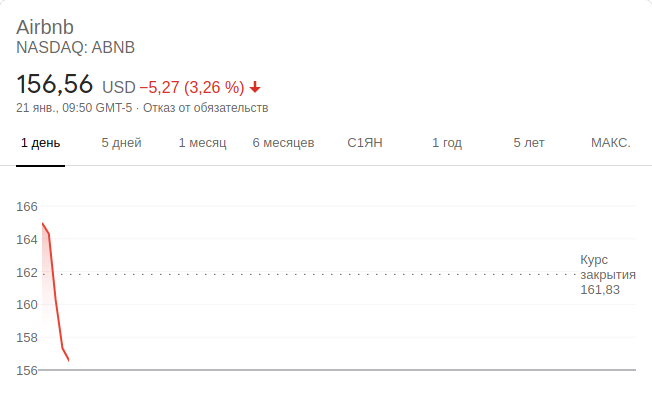 Airbnb
NASDAQ: ABNB
156,56 USD −5,27 (3,26 %)
21 янв., 09:50 GMT-5 · Отказ от обязательств
1 день 5 дней 1 месяц 6 месяцев С1ЯН 1 год 5 лет МАКС.
166
164
162
160
158
156
Курс
закрытия
161,83